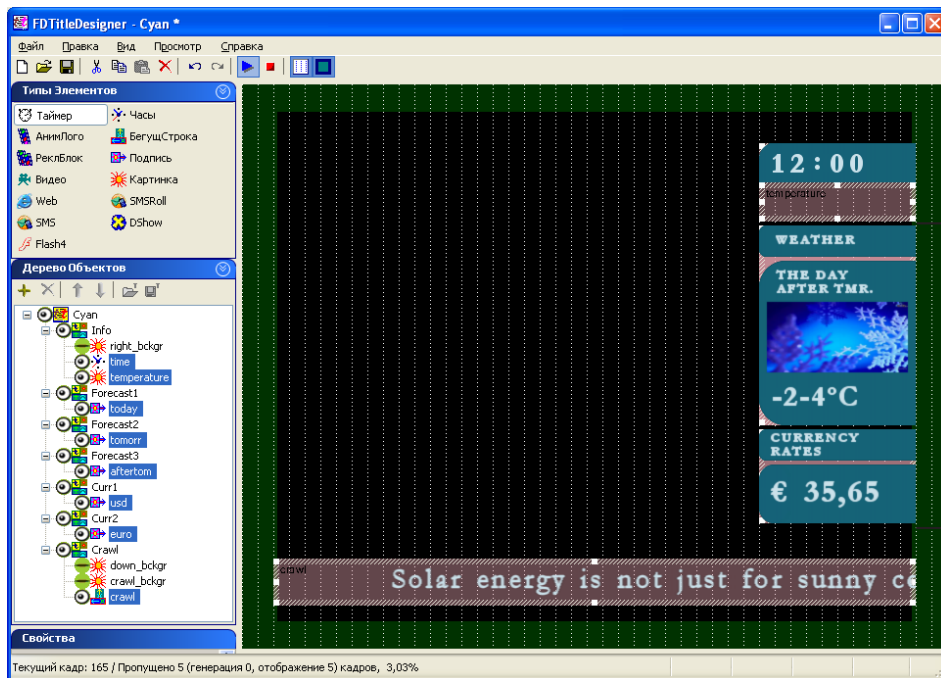 FDTitleDesigner - Cyan *
Файл Правка Вид Просмотр Справка
Типы Элементов
Таймер Часы
АнимЛого БегущСтрока
РеклБлок Подпись
Видео Картинка
Web SMSRoll
SMS DShow
Flash4
Дерево Объектов
Cyan
Info
right_bckgr
time
temperature
Forecast1
today
Forecast2
tomorr
Forecast3
aftertom
Curr1
usd
Curr2
euro
Crawl
down_bckgr
crawl_bckgr
crawl
Свойства
12:00
temperature
WEATHER
THE DAY
AFTER TMR.
-2-4°C
CURRENCY
RATES
€ 35,65
crawl
Solar energy is not just for sunny co
Текущий кадр: 165 / Пропущено 5 (генерация 0, отображение 5) кадров, 3,03%